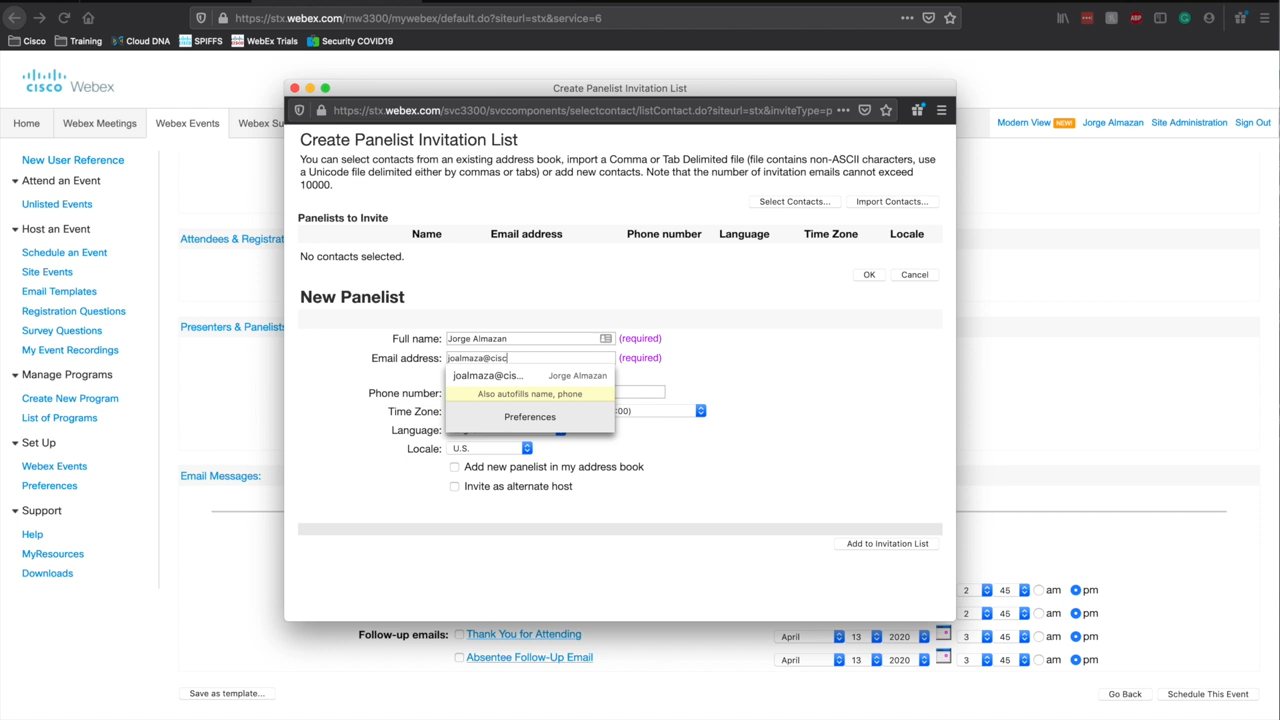 https://stx.webex.com/mw3300/mywebex/default.do?siteurl=stx&service=6
Cisco Training Cloud DNA SPIFFS WebEx Trials Security COVID19
CISCO Webex
Home Webex Meetings Webex Events Webex Su
Modern View NEW! Jorge Almazan Site Administration Sign Out
New User Reference
Attend an Event
Unlisted Events
Host an Event
Schedule an Event
Site Events
Email Templates
Registration Questions
Survey Questions
My Event Recordings
Manage Programs
Create New Program
List of Programs
Set Up
Webex Events
Preferences
Support
Help
MyResources
Downloads
Attendees & Registrat
Presenters & Panelists
Email Messages:
Create Panelist Invitation List
https://stx.webex.com/svc3300/svccomponents/selectcontact/listContact.do?siteurl=stx&inviteType=p
Create Panelist Invitation List
You can select contacts from an existing address book, import a Comma or Tab Delimited file (file contains non-ASCII characters, use
a Unicode file delimited either by commas or tabs) or add new contacts. Note that the number of invitation emails cannot exceed
10000.
Select Contacts... Import Contacts...
Panelists to Invite
Name Email address Phone number Language Time Zone Locale
No contacts selected.
OK Cancel
New Panelist
Full name: Jorge Almazan (required)
Email address: joalmaza@cisc (required)
joalmaza@cis... Jorge Almazan
Also autofills name, phone
Preferences
Phone number:
Time Zone: :00)
Language:
Locale: U.S.
Add new panelist in my address book
Invite as alternate host
Add to Invitation List
2 45 am pm
2 45 am pm
Follow-up emails: Thank You for Attending April 13 2020 3 45 am pm
Absentee Follow-Up Email April 13 2020 3 45 am pm
Save as template... Go Back Schedule This Event